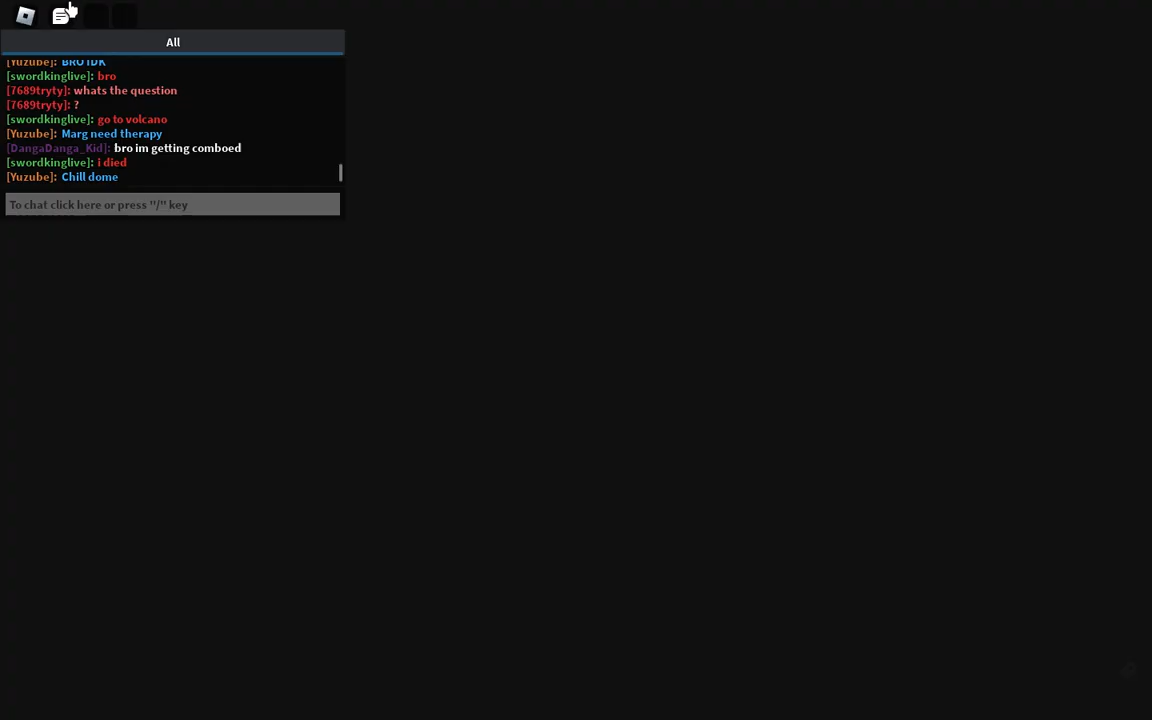 All
[Yuzube]: BRO IDK
[swordkinglive]: bro
[7689tryty]: whats the question
[7689tryty]: ?
[swordkinglive]: go to volcano
[Yuzube]: Marg need therapy
[DangaDanga_Kid]: bro im getting comboed
[swordkinglive]: i died
[Yuzube]: Chill dome
To chat click here or press "/" key